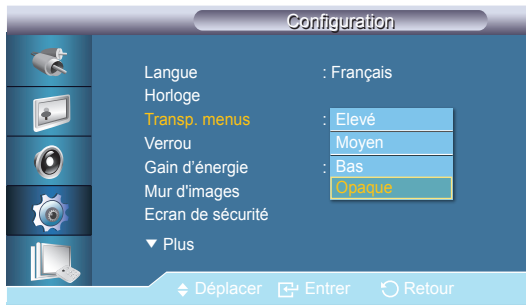 Configuration
Langue : Français
Horloge
Transp. menus : Elevé
Verrou Moyen
Gain d'énergie : Bas
Mur d'images Opaque
Ecran de sécurité
▼ Plus
Déplacer Entrer Retour